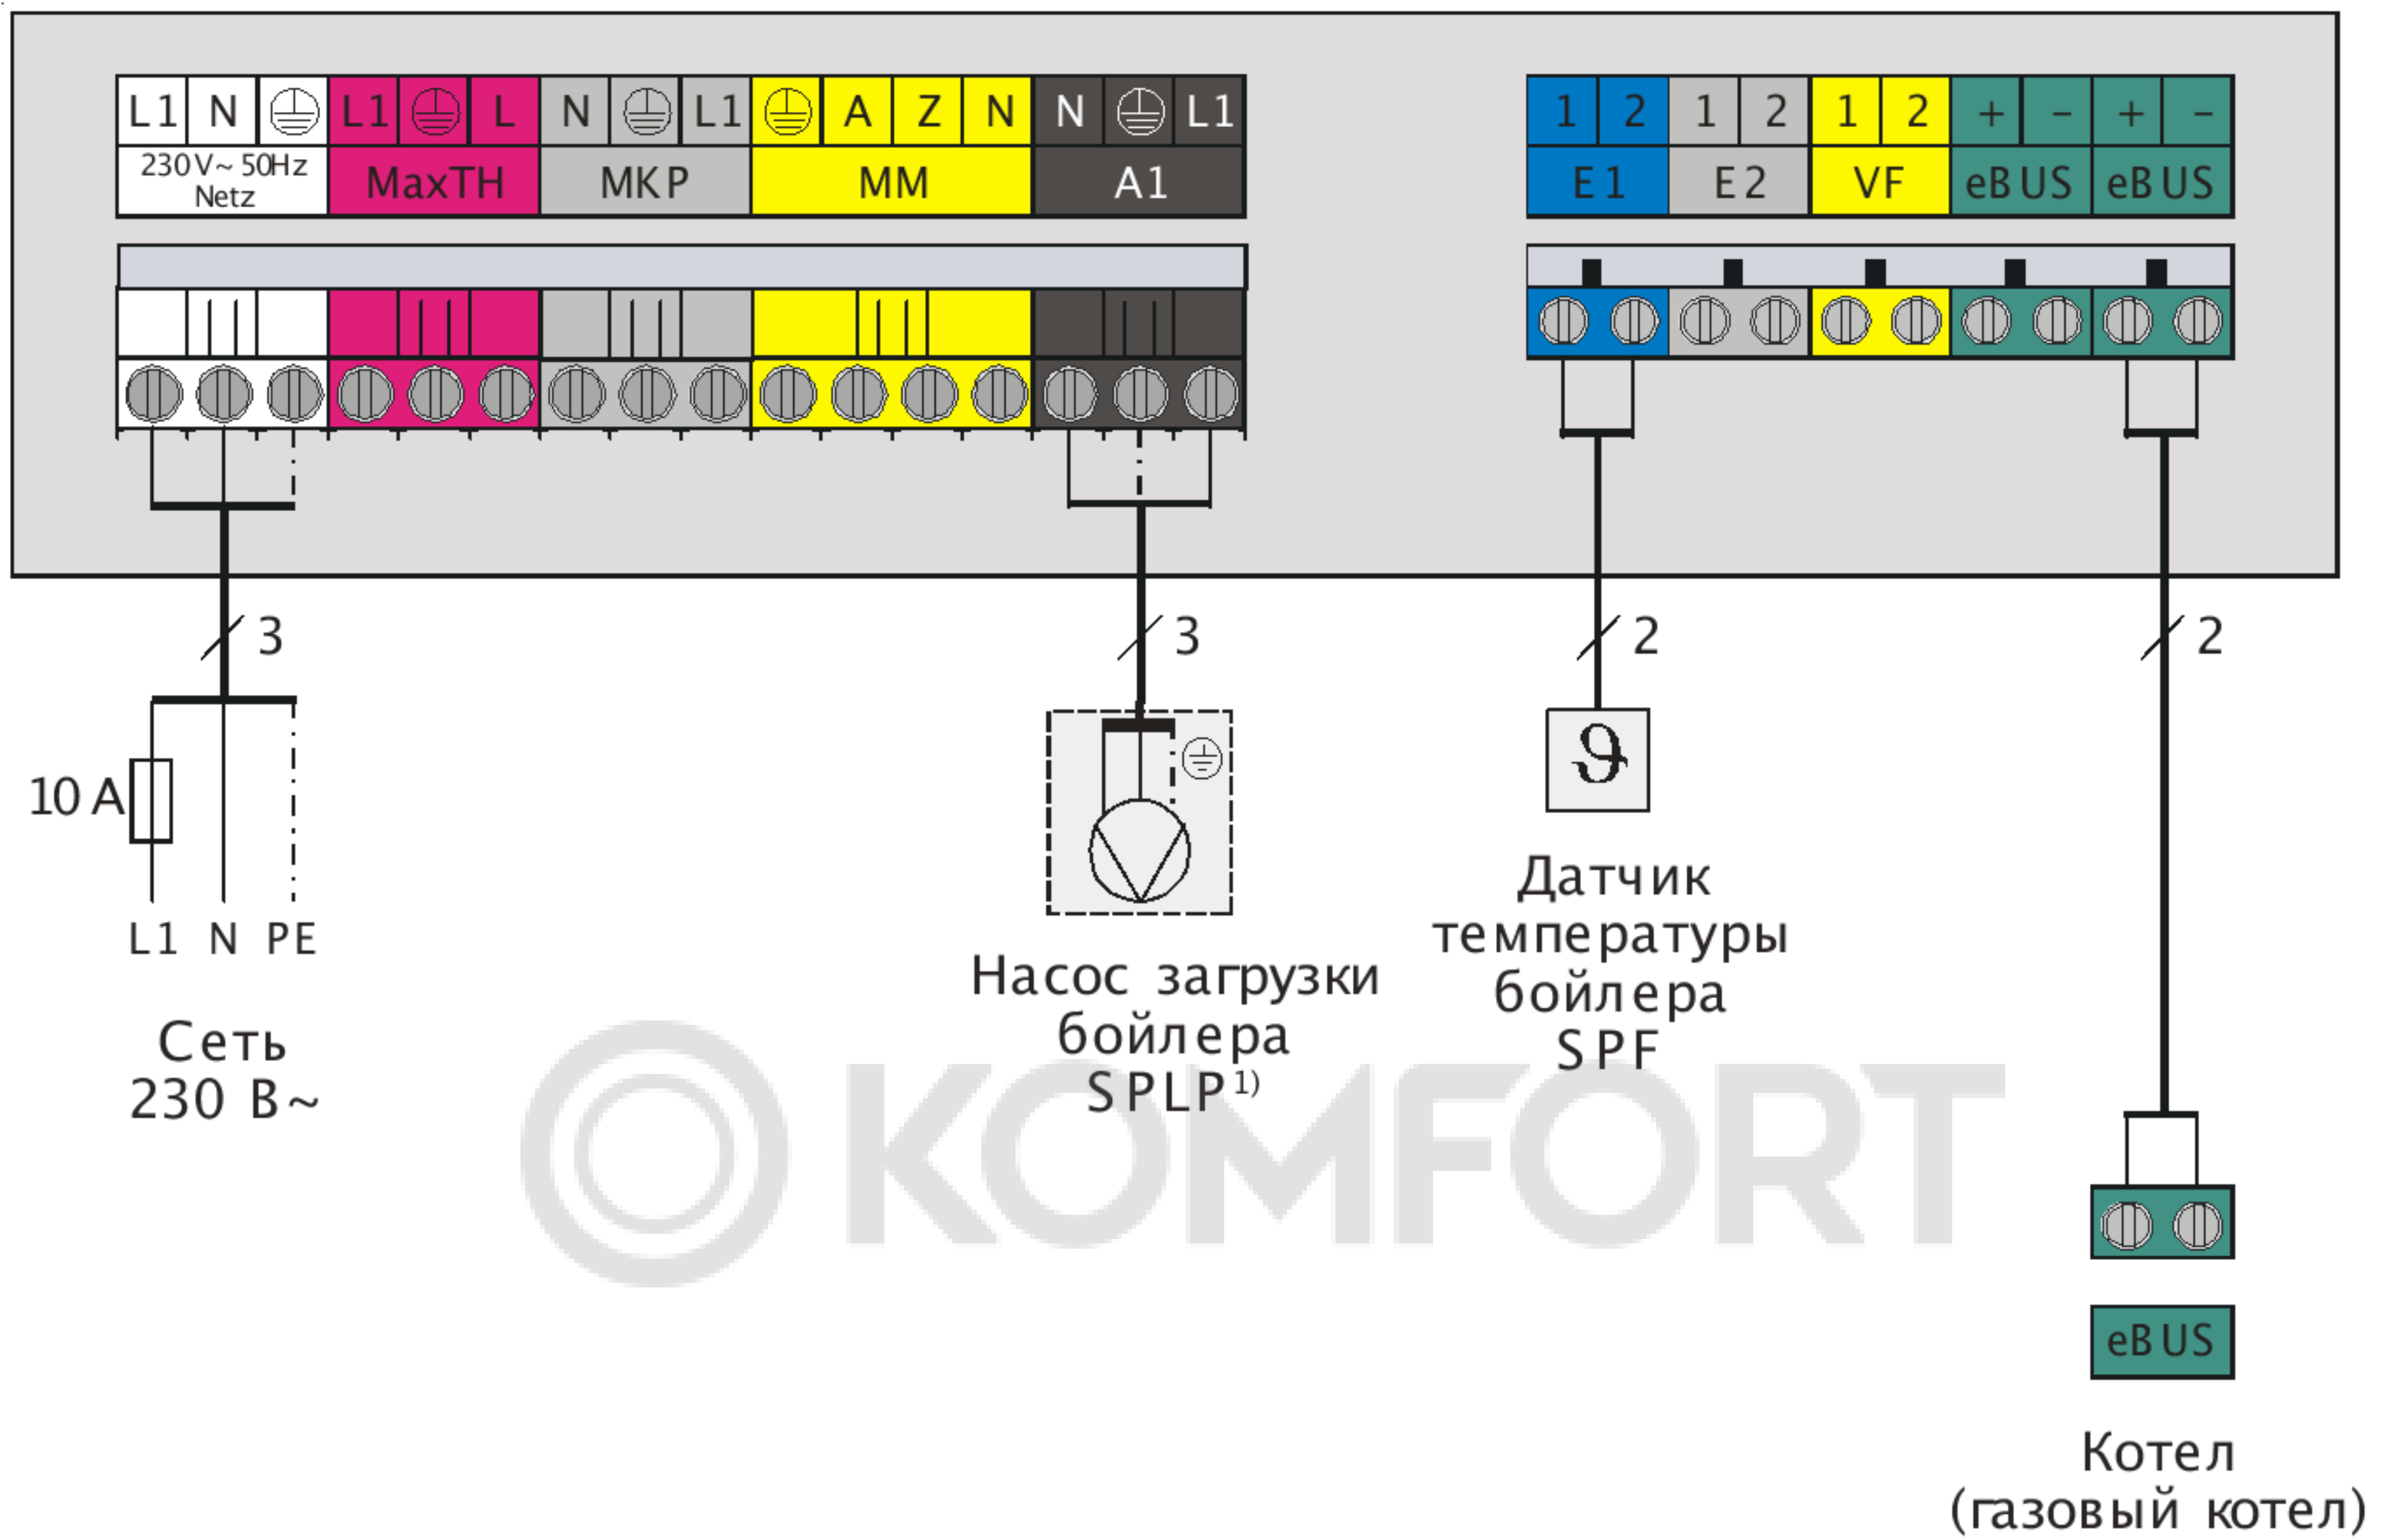 L1 N L1 L N L1 A Z N N L1
230V~ 50Hz
Netz
MaxTH MKP MM A1
1 2 1 2 1 2 + - + -
E1 E2 VF eBUS eBUS
3
3
2
2
10 A
L1 N PE
Сеть
230 В~
Насос загрузки
бойлера
SPLP 1)
Датчик
температуры
бойлера
SPF
KOMFORT
eBUS
Котел
(газовый котел)